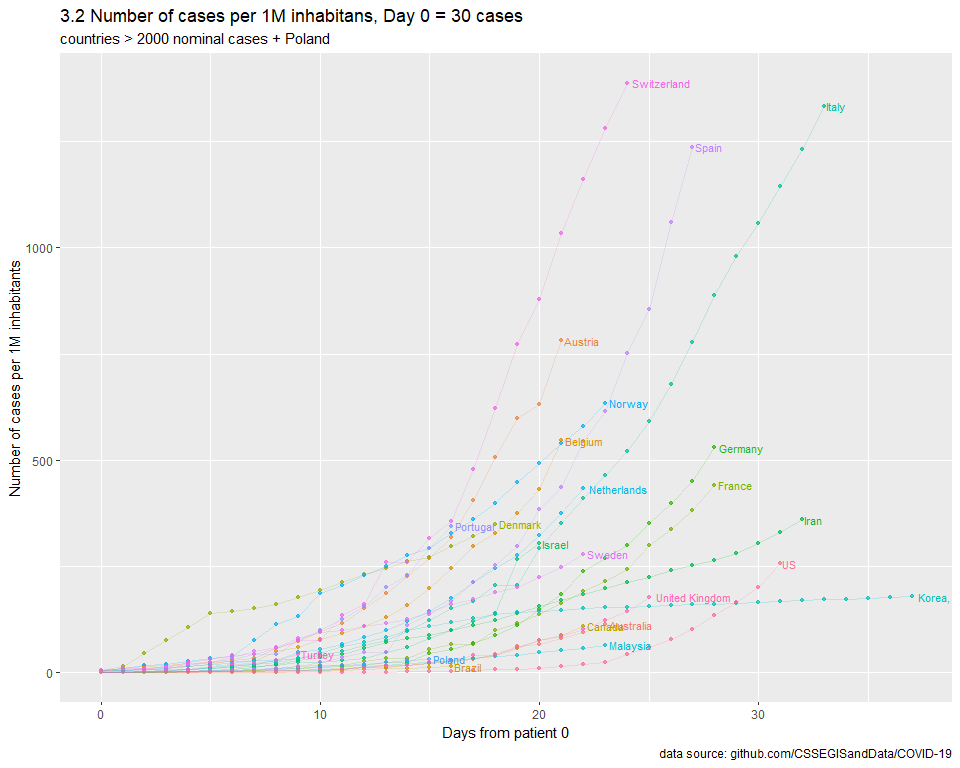 3.2 Number of cases per 1M inhabitans, Day 0 = 30 cases
countries > 2000 nominal cases + Poland
Number of cases per 1M inhabitants
1000
500
0
Switzerland
Italy
Spain
Austria
Norway
Belgium
Germany
France
Netherlands
Portugal
Denmark
Iran
Israel
Sweden
US
United Kingdom
Korea,
Canada
Australia
Malaysia
Turkey
Poland
Brazil
0 10 20 30
Days from patient 0
data source: github.com/CSSEGISandData/COVID-19